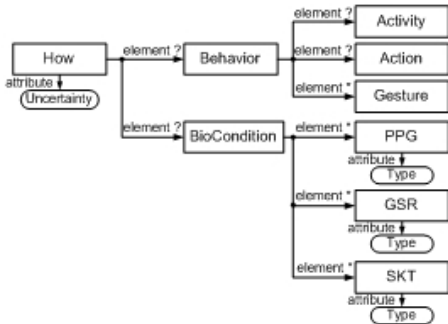 element ?
Activity
How
element ?
Behavior
element ?
Action
attribute
Uncertainty
element *
Gesture
element ?
BioCondition
element *
PPG
attribute
Type
element *
GSR
attribute
Type
element *
SKT
attribute
Type